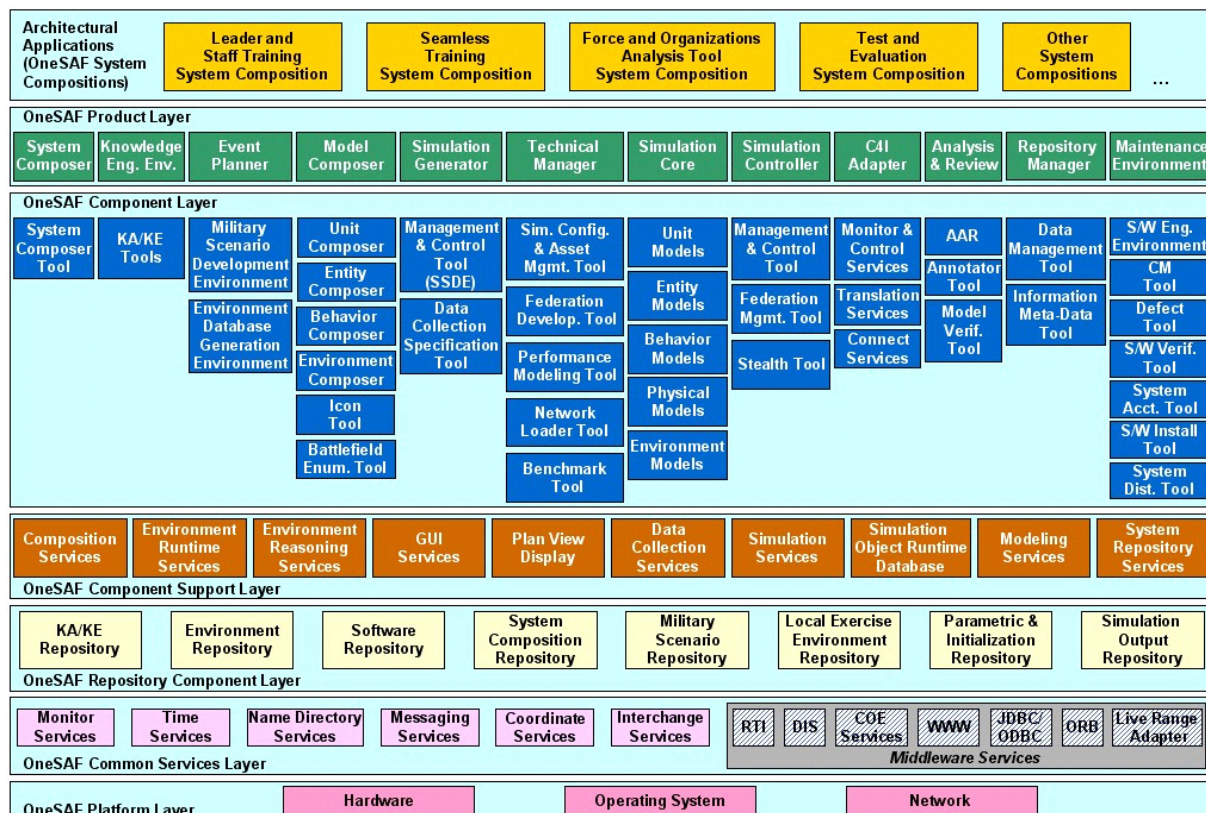 Architectural
Applications
(OneSAF System
Compositions)
Leader and
Staff Training
System Composition
Seamless
Training
System Composition
Force and Organizations
Analysis Tool
System Composition
Test and
Evaluation
System Composition
Other
System
Compositions
...
OneSAF Product Layer
System
Composer
Knowledge
Eng. Env.
Event
Planner
Model
Composer
Simulation
Generator
Technical
Manager
Simulation
Core
Simulation
Controller
C4I
Adapter
Analysis
& Review
Repository
Manager
Maintenance
Environment
OneSAF Component Layer
System
Composer
Tool
KA/KE
Tools
Military
Scenario
Development
Environment
Environment
Database
Generation
Environment
Unit
Composer
Entity
Composer
Behavior
Composer
Environment
Composer
Icon
Tool
Battlefield
Enum. Tool
Management
& Control
Tool
(SSDE)
Data
Collection
Specification
Tool
Sim. Config.
& Asset
Mgmt. Tool
Federation
Develop. Tool
Performance
Modeling Tool
Network
Loader Tool
Benchmark
Tool
Unit
Models
Entity
Models
Behavior
Models
Physical
Models
Environment
Models
Management
& Control
Tool
Federation
Mgmt. Tool
Stealth Tool
Monitor &
Control
Services
Translation
Services
Connect
Services
AAR
Annotator
Tool
Model
Verif.
Tool
Data
Management
Tool
Information
Meta-Data
Tool
S/W Eng.
Environment
CM
Tool
Defect
Tool
S/W Verif.
Tool
System
Acct. Tool
S/W Install
Tool
System
Dist. Tool
Composition
Services
Environment
Runtime
Services
Environment
Reasoning
Services
GUI
Services
Plan View
Display
Data
Collection
Services
Simulation
Services
Simulation
Object Runtime
Database
Modeling
Services
System
Repository
Services
OneSAF Component Support Layer
KA/KE
Repository
Environment
Repository
Software
Repository
System
Composition
Repository
Military
Scenario
Repository
Local Exercise
Environment
Repository
Parametric &
Initialization
Repository
Simulation
Output
Repository
OneSAF Repository Component Layer
Monitor
Services
Time
Services
Name Directory
Services
Messaging
Services
Coordinate
Services
Interchange
Services
RTI
DIS
COE
Services
WWW
JDBC/
ODBC
ORB
Live Range
Adapter
Middleware Services
OneSAF Common Services Layer
Hardware
Operating System
Network
OneSAF Platform Layer